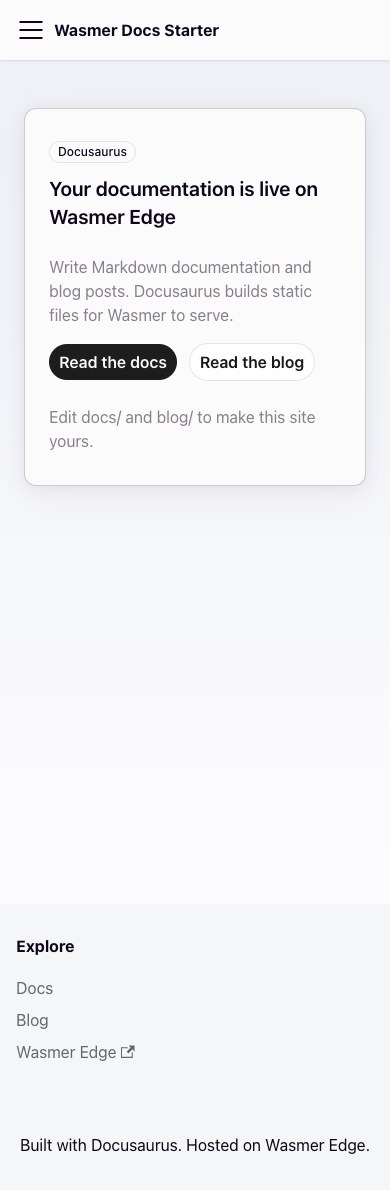 Wasmer Docs Starter
Docusaurus
Your documentation is live on
Wasmer Edge
Write Markdown documentation and
blog posts. Docusaurus builds static
files for Wasmer to serve.
Read the docs
Read the blog
Edit docs/ and blog/ to make this site
yours.
Explore
Docs
Blog
Wasmer Edge
Built with Docusaurus. Hosted on Wasmer Edge.